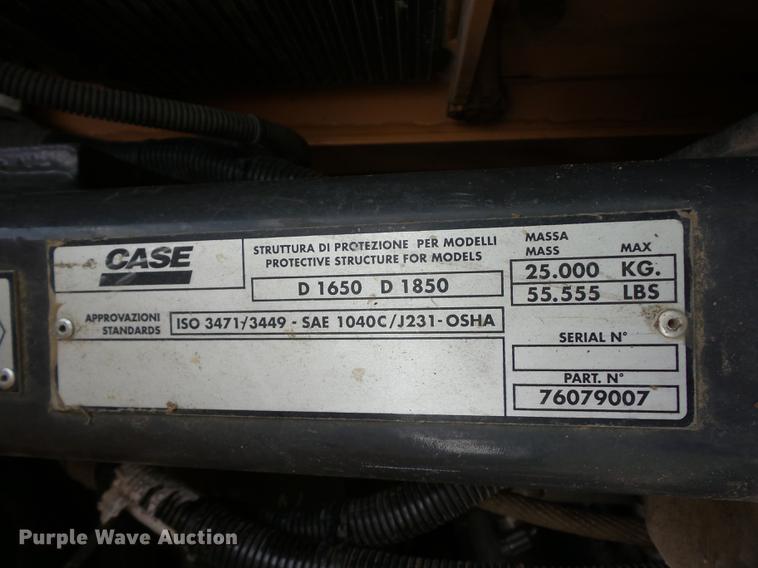 CASE
STRUTTURA DI PROTEZIONE PER MODELLI
PROTECTIVE STRUCTURE FOR MODELS
D 1650 D 1850
MASSA
MASS MAX
25.000 KG.
55.555 LBS
APPROVAZIONI
STANDARDS
ISO 3471/3449 - SAE 1040C/J231-OSHA
SERIAL N°
PART. N°
76079007
Purple Wave Auction